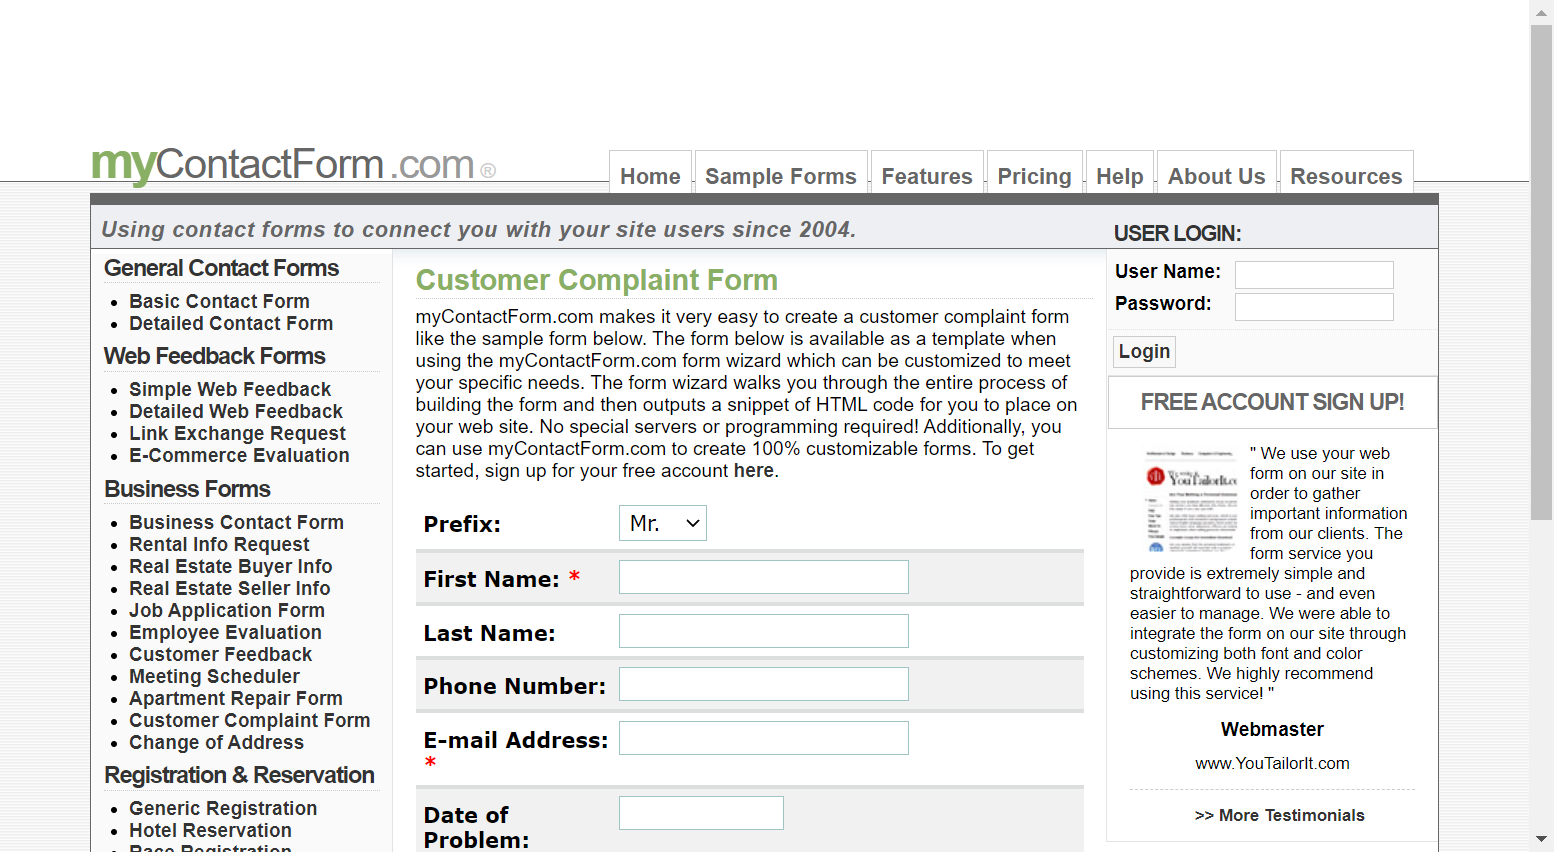 myContactForm.com®
Home
Sample Forms
Features
Pricing
Help
About Us
Resources
Using contact forms to connect you with your site users since 2004.
USER LOGIN:
General Contact Forms
Basic Contact Form
Detailed Contact Form
Web Feedback Forms
Simple Web Feedback
Detailed Web Feedback
Link Exchange Request
E-Commerce Evaluation
Business Forms
Business Contact Form
Rental Info Request
Real Estate Buyer Info
Real Estate Seller Info
Job Application Form
Employee Evaluation
Customer Feedback
Meeting Scheduler
Apartment Repair Form
Customer Complaint Form
Change of Address
Registration & Reservation
Generic Registration
Hotel Reservation
Race Registration
Customer Complaint Form
myContactForm.com makes it very easy to create a customer complaint form
like the sample form below. The form below is available as a template when
using the myContactForm.com form wizard which can be customized to meet
your specific needs. The form wizard walks you through the entire process of
building the form and then outputs a snippet of HTML code for you to place on
your web site. No special servers or programming required! Additionally, you
can use myContactForm.com to create 100% customizable forms. To get
started, sign up for your free account here.
Prefix:
Mr.
First Name: *
Last Name:
Phone Number:
E-mail Address:
*
Date of
Problem:
User Name:
Password:
Login
FREE ACCOUNT SIGN UP!
YouTailorIt.co
" We use your web
form on our site in
order to gather
important information
from our clients. The
form service you
provide is extremely simple and
straightforward to use - and even
easier to manage. We were able to
integrate the form on our site through
customizing both font and color
schemes. We highly recommend
using this service! "
Webmaster
www.YouTailorIt.com
>> More Testimonials